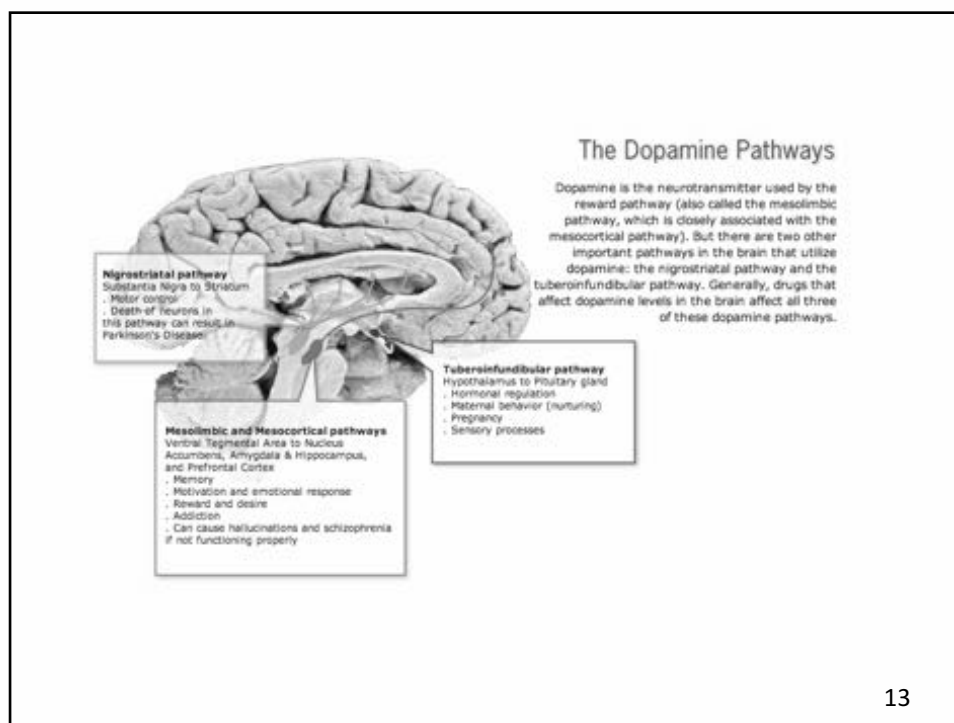 The Dopamine Pathways
Dopamine is the neurotransmitter used by the
reward pathway (also called the mesolimbic
pathway, which is closely associated with the
mesocortical pathway). But there are two other
important pathways in the brain that utilize
dopamine: the nigrostriatal pathway and the
tuberoinfundibular pathway. Generally, drugs that
affect dopamine levels in the brain affect all three
of these dopamine pathways.
Nigrostriatal pathway
Substantia Nigra to Striatum
. Motor control
. Death of neurons in
this pathway can result in
Parkinson's Disease
Tuberoinfundibular pathway
Hypothalamus to Pituitary gland
. Hormonal regulation
. Maternal behavior (nurturing)
. Pregnancy
. Sensory processes
Mesolimbic and Mesocortical pathways
Ventral Tegmental Area to Nucleus
Accumbens, Amygdala & Hippocampus,
and Prefrontal Cortex
. Memory
. Motivation and emotional response
. Reward and desire
. Addiction
. Can cause hallucinations and schizophrenia
if not functioning properly
13